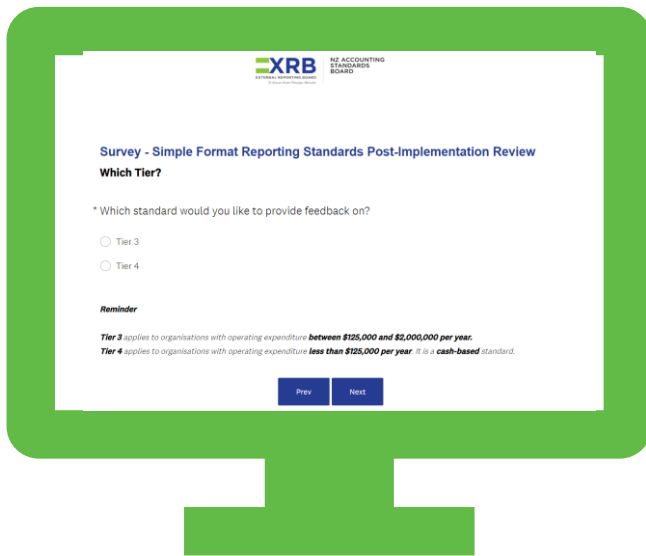 XRB
EXTERNAL REPORTING BOARD
NZ ACCOUNTING
STANDARDS
BOARD
Survey - Simple Format Reporting Standards Post-Implementation Review
Which Tier?
* Which standard would you like to provide feedback on?
Tier 3
Tier 4
Reminder
Tier 3 applies to organisations with operating expenditure between $125,000 and $2,000,000 per year.
Tier 4 applies to organisations with operating expenditure less than $125,000 per year. It is a cash-based standard.
Prev Next